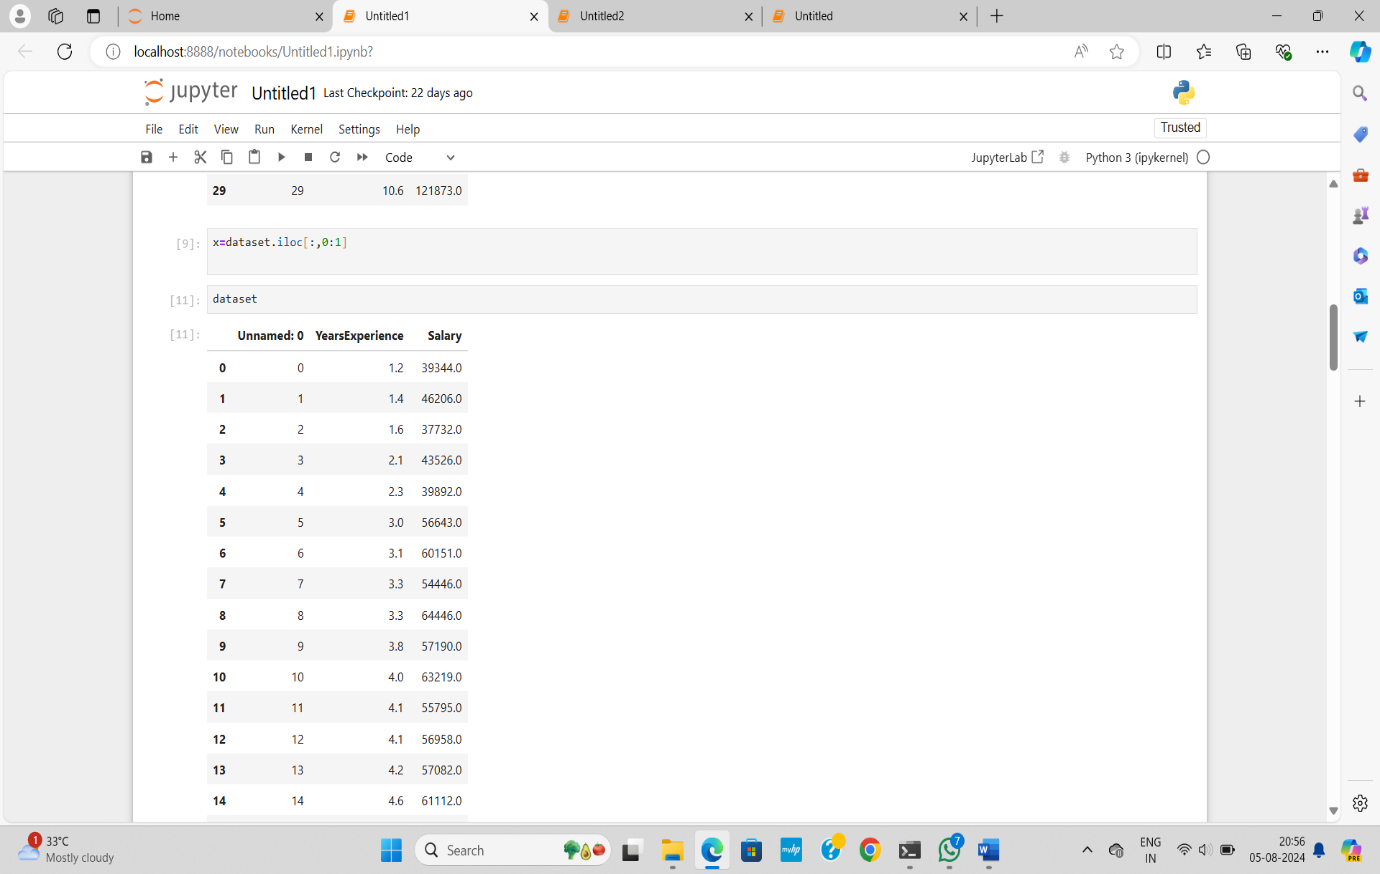 Home
Untitled1
Untitled2
Untitled
localhost:8888/notebooks/Untitled1.ipynb?
jupyter Untitled1 Last Checkpoint: 22 days ago
File Edit View Run Kernel Settings Help
Trusted
Code
JupyterLab Python 3 (ipykernel)
29 29 10.6 121873.0
[9]: x=dataset.iloc[:,0:1]
[11]: dataset
[11]: Unnamed: 0 YearsExperience Salary
0 0 1.2 39344.0
1 1 1.4 46206.0
2 2 1.6 37732.0
3 3 2.1 43526.0
4 4 2.3 39892.0
5 5 3.0 56643.0
6 6 3.1 60151.0
7 7 3.3 54446.0
8 8 3.3 64446.0
9 9 3.8 57190.0
10 10 4.0 63219.0
11 11 4.1 55795.0
12 12 4.1 56958.0
13 13 4.2 57082.0
14 14 4.6 61112.0
1
33°C
Mostly cloudy
Search
myhp
7
ENG
IN
20:56
05-08-2024
PRE